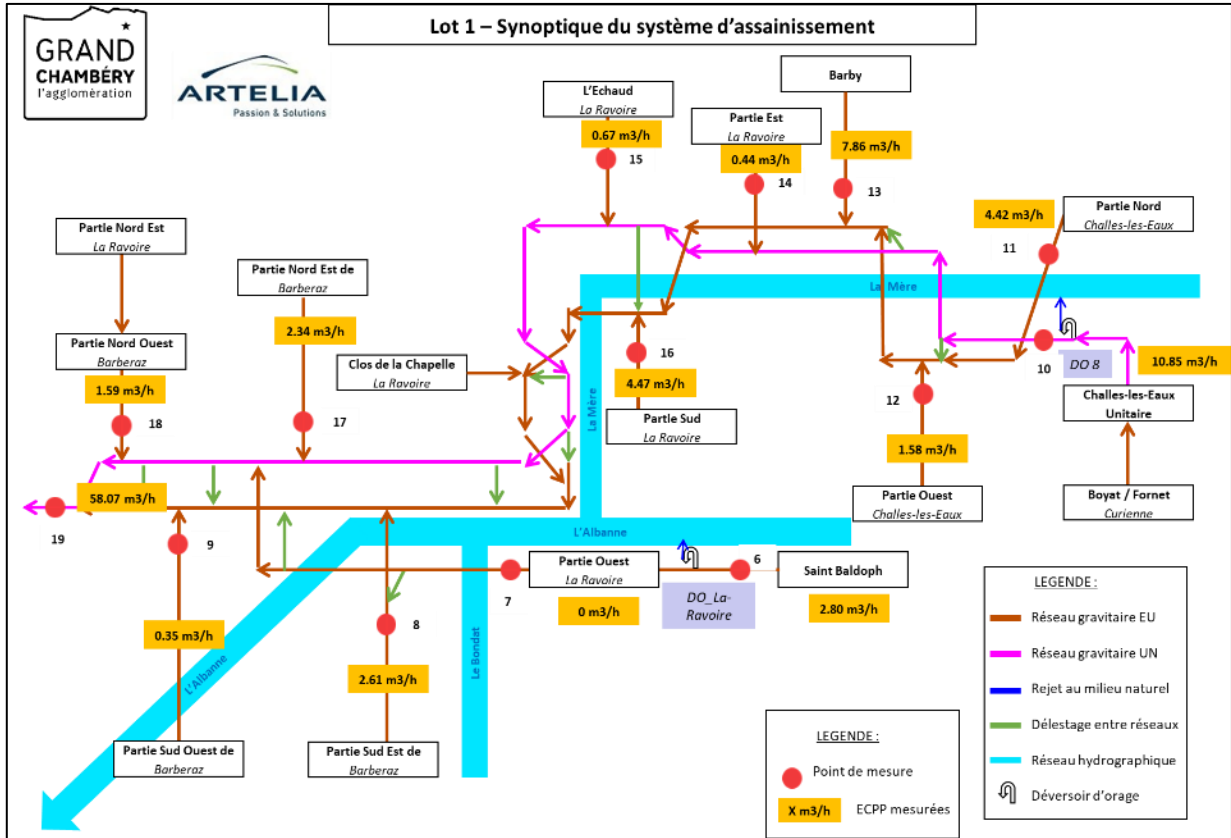 Lot 1 – Synoptique du système d'assainissement
GRAND
CHAMBÉRY
l'agglomération
ARTELIA
Passion & Solutions
L'Echaud
La Ravoire
0.67 m3/h
15
Partie Est
La Ravoire
0.44 m3/h
14
Barby
7.86 m3/h
13
4.42 m3/h
11
Partie Nord
Challes-les-Eaux
Partie Nord Est
La Ravoire
Partie Nord Est de
Barberaz
2.34 m3/h
17
Partie Nord Ouest
Barberaz
1.59 m3/h
18
Clos de la Chapelle
La Ravoire
La Mère
La Mère
16
4.47 m3/h
Partie Sud
La Ravoire
12
1.58 m3/h
Partie Ouest
Challes-les-Eaux
10
DO 8
10.85 m3/h
Challes-les-Eaux
Unitaire
Boyat / Fornet
Curienne
58.07 m3/h
19
9
L'Albanne
0.35 m3/h
L'Albanne
8
2.61 m3/h
Le Bondat
7
Partie Ouest
La Ravoire
0 m3/h
DO_La-
Ravoire
6
Saint Baldoph
2.80 m3/h
Partie Sud Ouest de
Barberaz
Partie Sud Est de
Barberaz
LEGENDE :
Point de mesure
X m3/h
ECPP mesurées
LEGENDE :
Réseau gravitaire EU
Réseau gravitaire UN
Rejet au milieu naturel
Délestage entre réseaux
Réseau hydrographique
Déversoir d'orage